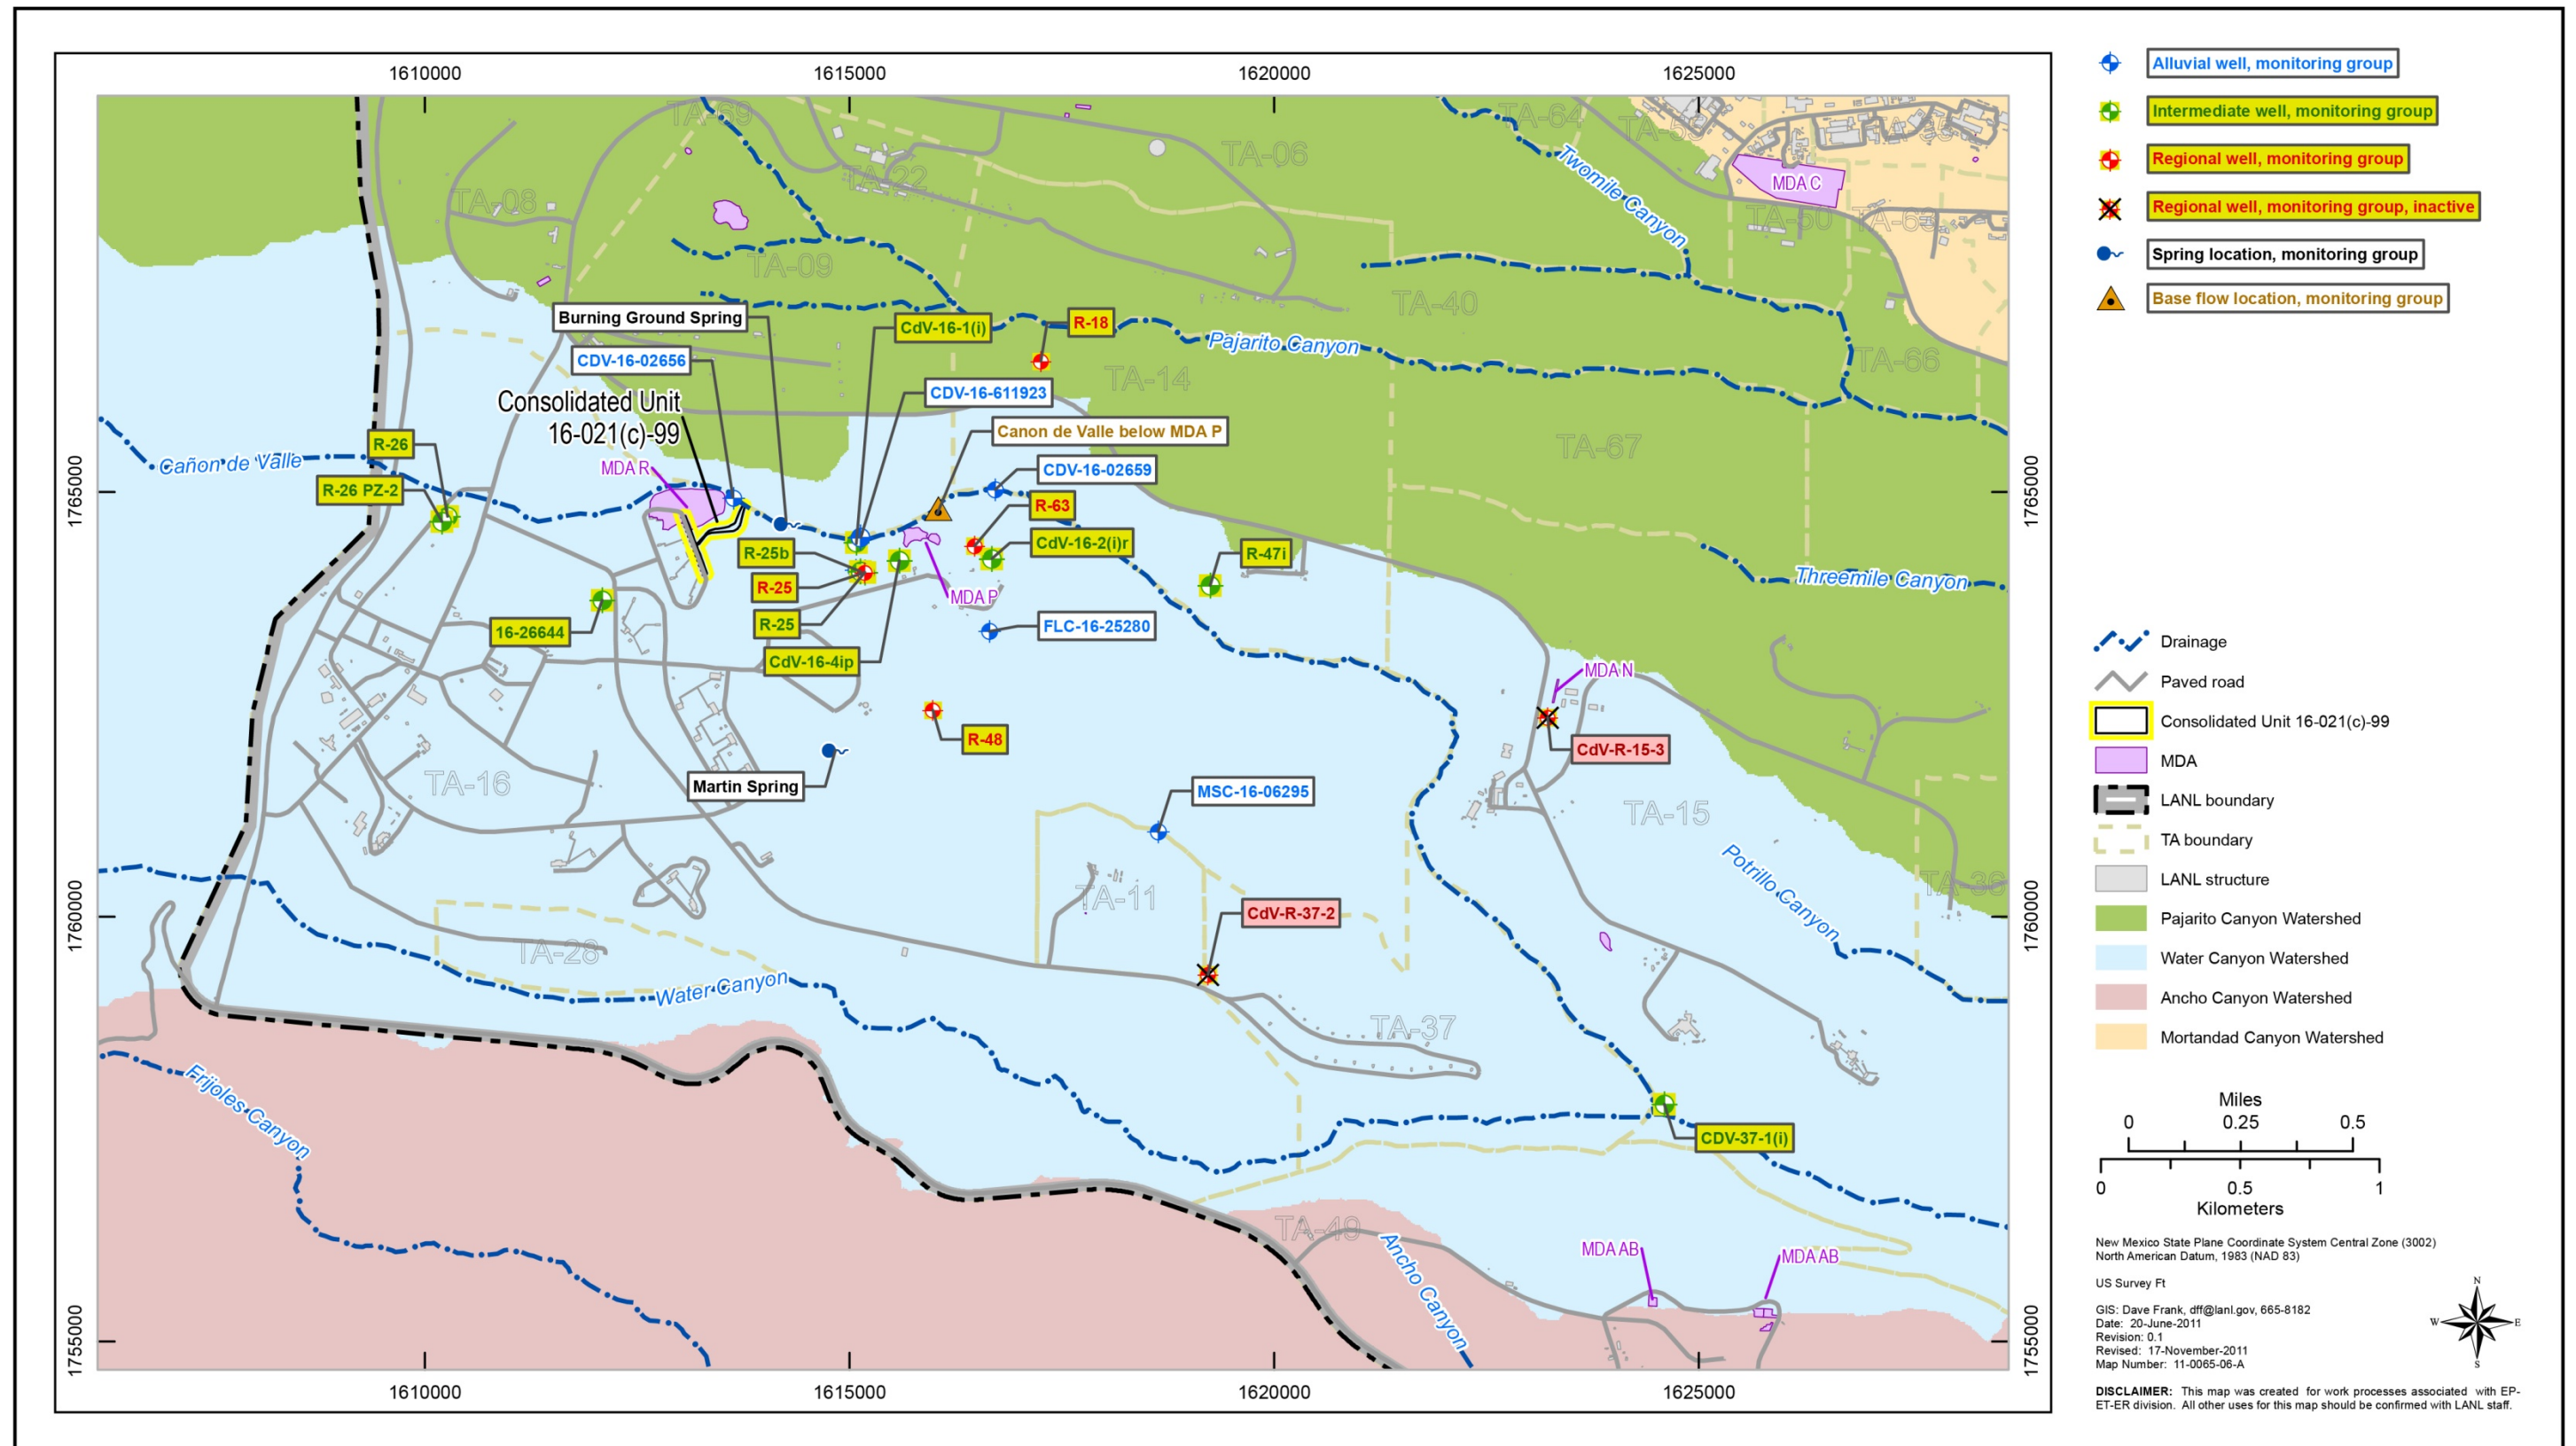 1610000
1615000
1620000
1625000
TA-69
TA-64
TA-22
TA-06
TA-08
MDA C
TA-50
TA-63
Twomile Canyon
TA-09
TA-40
Burning Ground Spring
CdV-16-1(i)
R-18
Pajarito Canyon
CDV-16-02656
TA-66
TA-14
CDV-16-611923
Consolidated Unit
16-021(c)-99
Canon de Valle below MDA P
R-26
TA-67
Cañon de Valle
MDA R
CDV-16-02659
1765000
1765000
R-26 PZ-2
R-63
CdV-16-2(i)r
R-25b
R-47i
R-25
MDA P
Threemile Canyon
R-25
FLC-16-25280
16-26644
CdV-16-4ip
MDA N
R-48
CdV-R-15-3
TA-16
Martin Spring
MSC-16-06295
TA-15
Potrillo Canyon
TA-11
TA-36
CdV-R-37-2
1760000
1760000
TA-28
Water Canyon
TA-37
Frijoles Canyon
CDV-37-1(i)
TA-49
Ancho Canyon
MDA AB
MDA AB
1755000
1755000
1610000
1615000
1620000
1625000
Alluvial well, monitoring group
Intermediate well, monitoring group
Regional well, monitoring group
Regional well, monitoring group, inactive
Spring location, monitoring group
Base flow location, monitoring group
Drainage
Paved road
Consolidated Unit 16-021(c)-99
MDA
LANL boundary
TA boundary
LANL structure
Pajarito Canyon Watershed
Water Canyon Watershed
Ancho Canyon Watershed
Mortandad Canyon Watershed
Miles
0 0.25 0.5
0 0.5 1
Kilometers
New Mexico State Plane Coordinate System Central Zone (3002)
North American Datum, 1983 (NAD 83)
US Survey Ft
GIS: Dave Frank, dff@lanl.gov, 665-8182
Date: 20-June-2011
Revision: 0.1
Revised: 17-November-2011
Map Number: 11-0065-06-A
N
W E
S
DISCLAIMER: This map was created for work processes associated with EP-
ET-ER division. All other uses for this map should be confirmed with LANL staff.